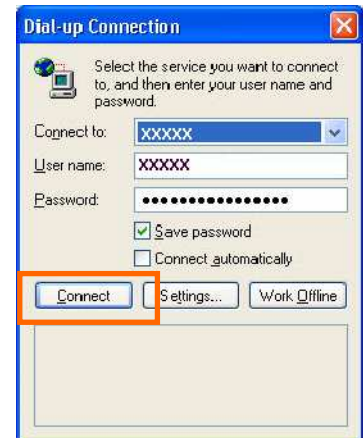 Dial-up Connection
Select the service you want to connect
to, and then enter your user name and
password.
Connect to: XXXXX
User name: XXXXX
Password: ●●●●●●●●●●●●●●●●
Save password
Connect automatically
Connect Settings... Work Offline